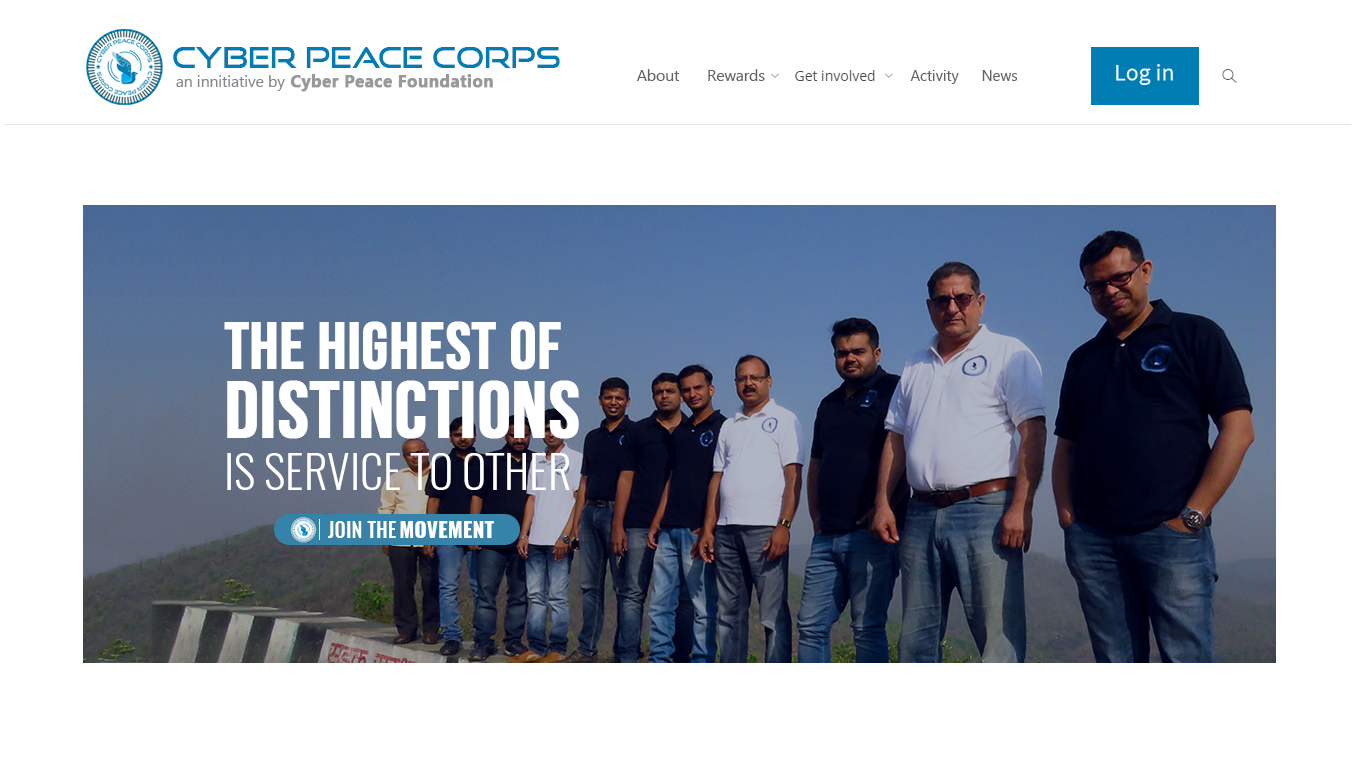 CYBER PEACE CORPS
an innitiative by Cyber Peace Foundation
CYBER PEACE CORPS
About
Rewards
Get involved
Activity
News
Log in
THE HIGHEST OF
DISTINCTIONS
IS SERVICE TO OTHER
JOIN THE MOVEMENT
सड़क